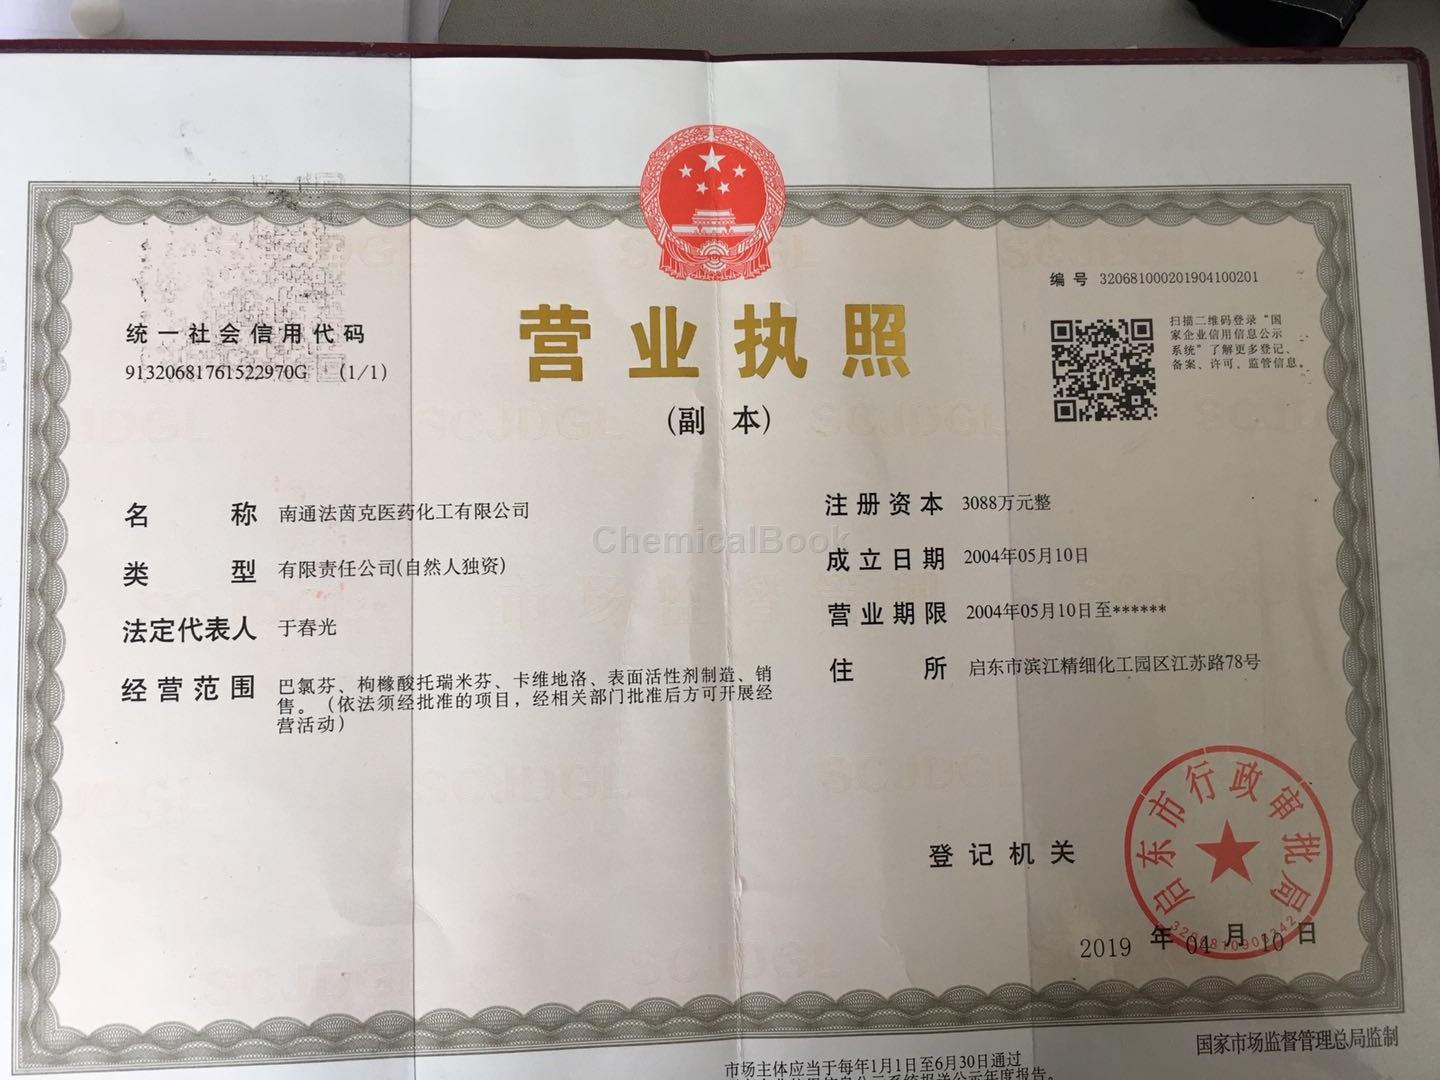 编号 320681000201904100201
统一社会信用代码
91320681761522970G (1/1)
营业执照
(副本)
扫描二维码登录“国
家企业信用信息公示
系统”了解更多登记、
备案、许可、监管信息。
名称 南通法茵克医药化工有限公司
类型 有限责任公司(自然人独资)
法定代表人 于春光
经营范围 巴氯芬、枸橼酸托瑞米芬、卡维地洛、表面活性剂制造、销
售。（依法须经批准的项目，经相关部门批准后方可开展经
营活动）
注册资本 3088万元整
成立日期 2004年05月10日
营业期限 2004年05月10日至******
住所 启东市滨江精细化工园区江苏路78号
ChemicalBook
登记机关
启东市行政审批局
2019 年 04 月 10 日
国家市场监督管理总局监制
市场主体应当于每年1月1日至6月30日通过